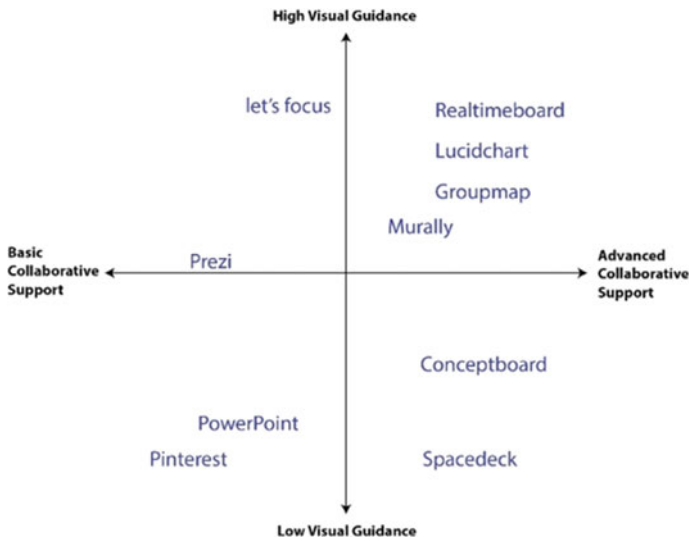 High Visual Guidance
let's focus
Realtimeboard
Lucidchart
Groupmap
Murally
Basic
Collaborative
Support
Prezi
Advanced
Collaborative
Support
Conceptboard
PowerPoint
Pinterest
Spacedeck
Low Visual Guidance